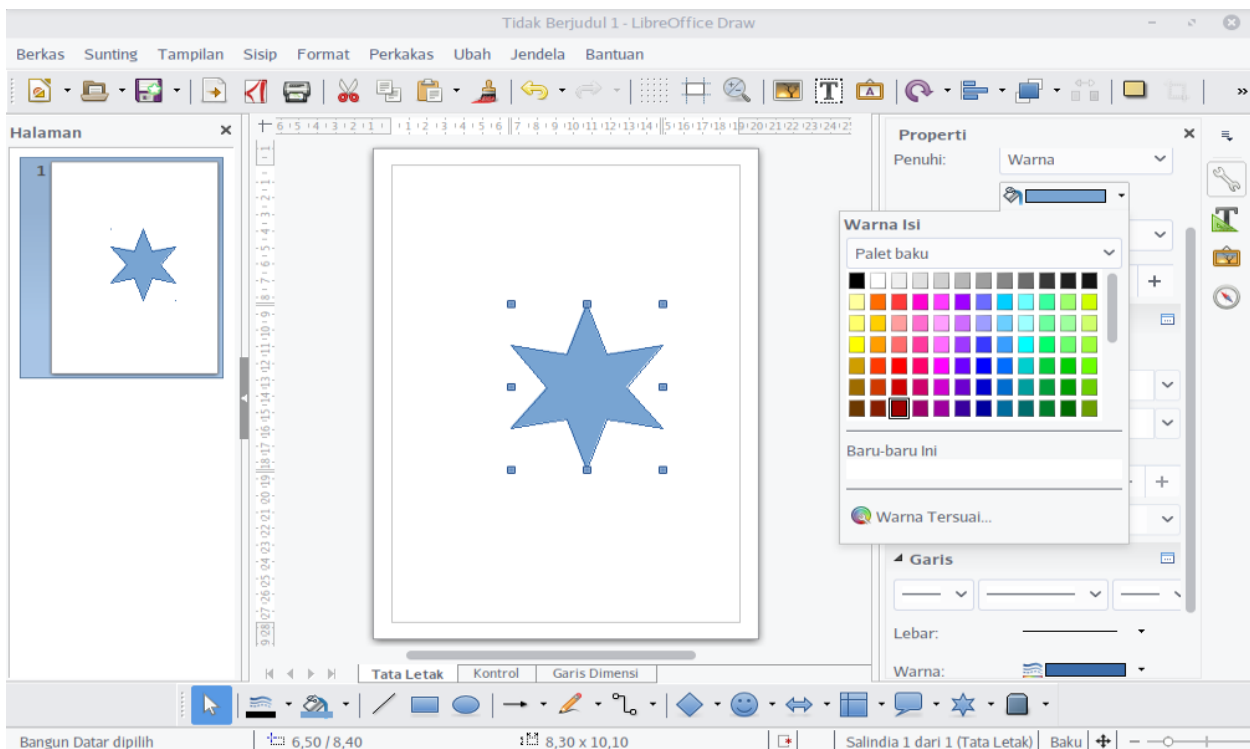 Tidak Berjudul 1 - LibreOffice Draw
Berkas Sunting Tampilan Sisip Format Perkakas Ubah Jendela Bantuan
Halaman
1
Properti
Penuhi: Warna
Warna Isi
Palet baku
Baru-baru Ini
Warna Tersuai...
Garis
Lebar:
Warna:
Tata Letak Kontrol Garis Dimensi
Bangun Datar dipilih 6,50 / 8,40 8,30 x 10,10 Salindia 1 dari 1 (Tata Letak) Baku